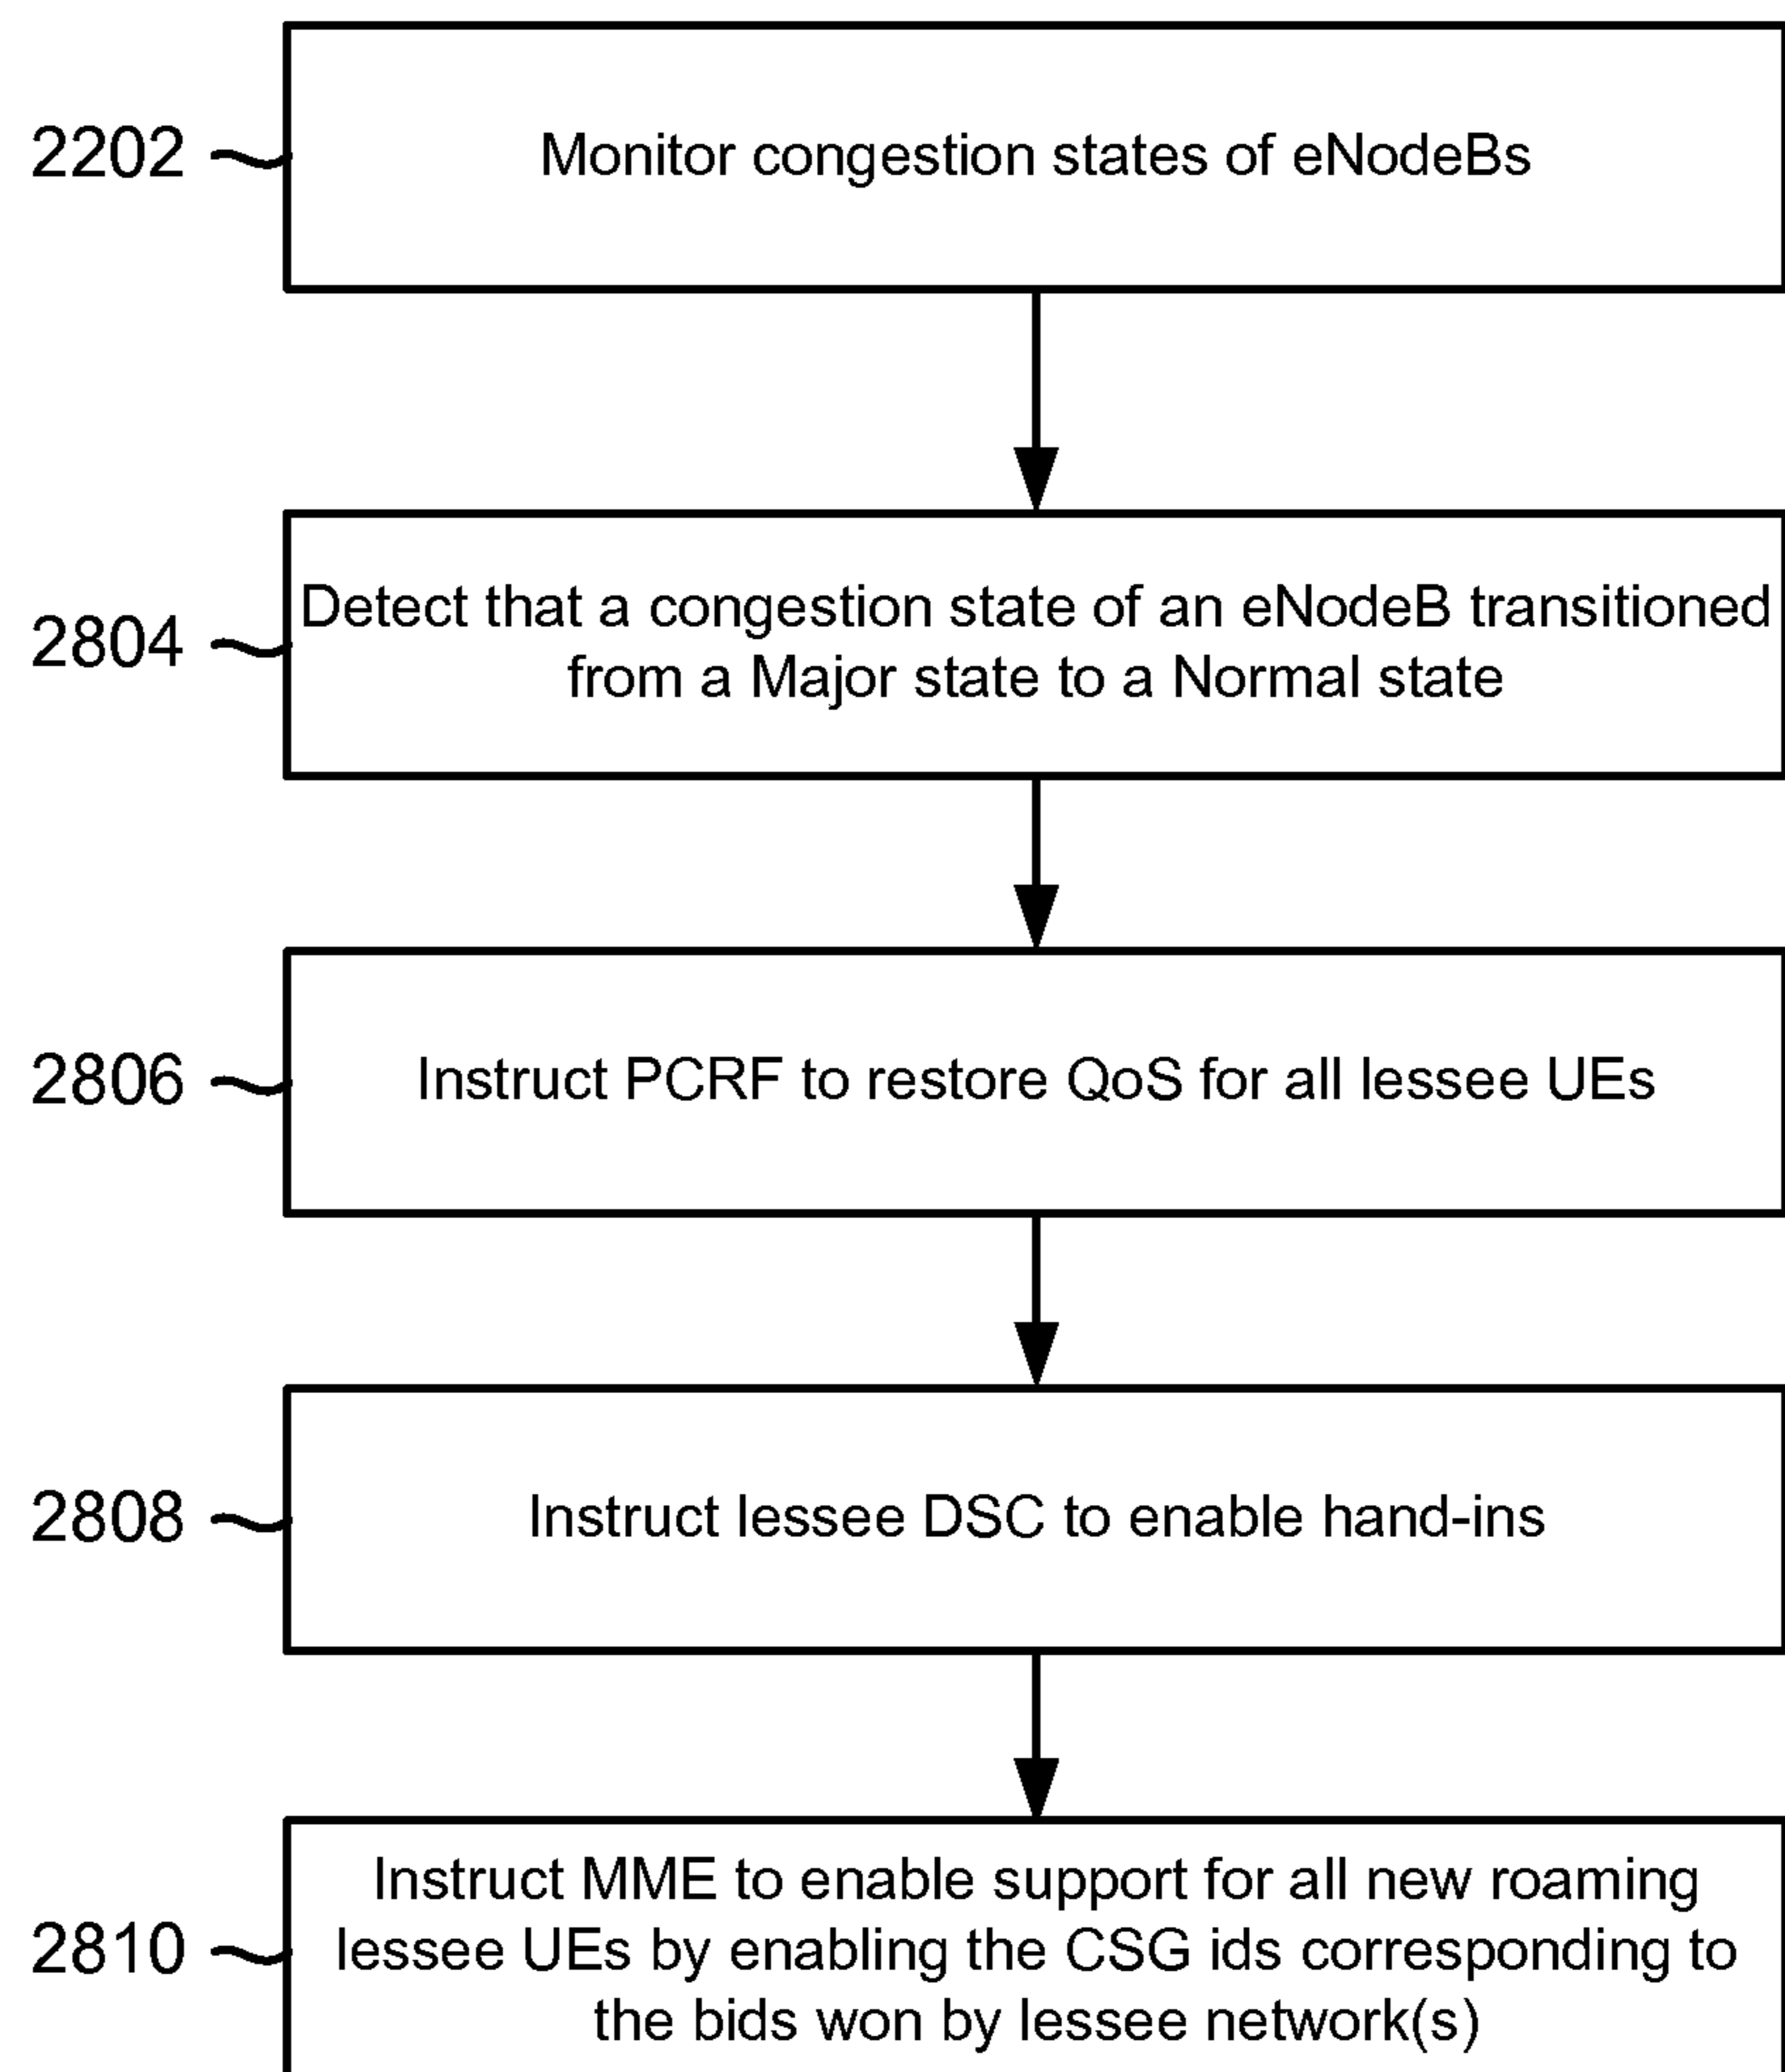 2202
Monitor congestion states of eNodeBs
2804
Detect that a congestion state of an eNodeB transitioned
from a Major state to a Normal state
2806
Instruct PCRF to restore QoS for all lessee UEs
2808
Instruct lessee DSC to enable hand-ins
2810
Instruct MME to enable support for all new roaming
lessee UEs by enabling the CSG ids corresponding to
the bids won by lessee network(s)